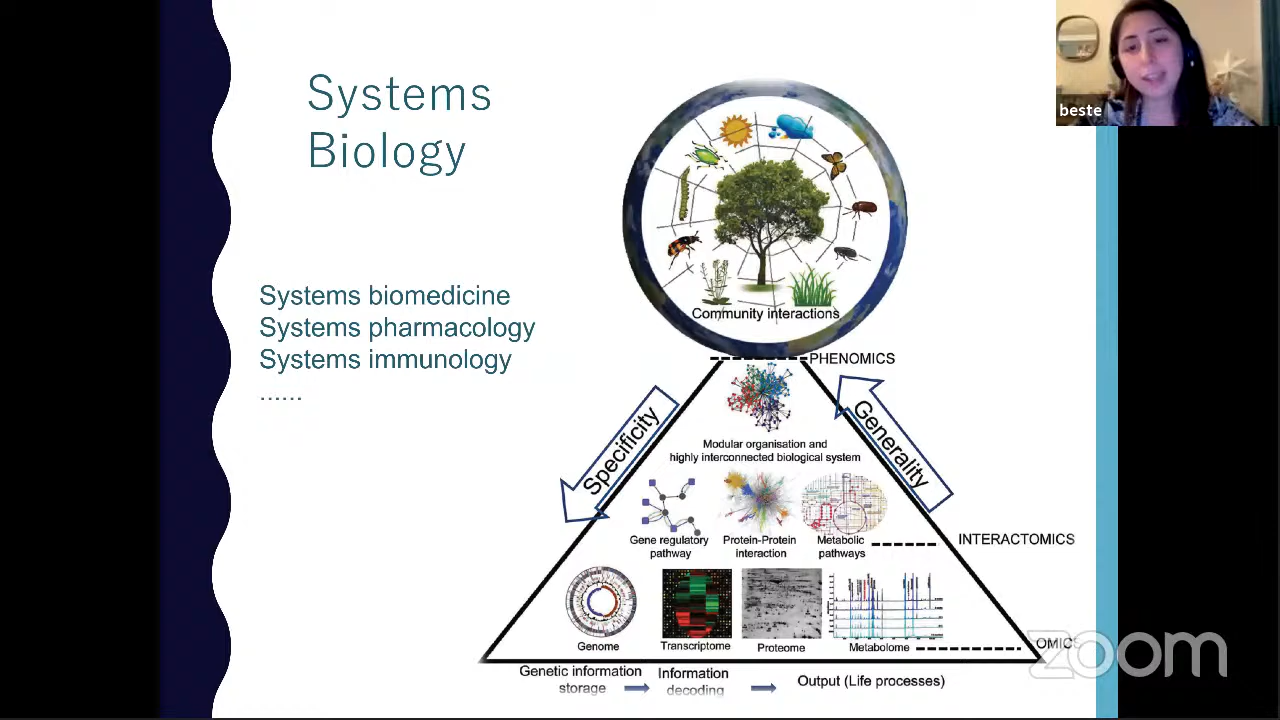 Systems
Biology
beste
Systems biomedicine
Systems pharmacology
Systems immunology
......
Community interactions
PHENOMICS
Specificity
Generality
Modular organisation and
highly interconnected biological system
Gene regulatory
pathway
Protein-Protein
interaction
Metabolic
pathways
INTERACTOMICS
Genome
Transcriptome
Proteome
Metabolome
OMICS
Genetic information
storage
Information
decoding
Output (Life processes)
zoom